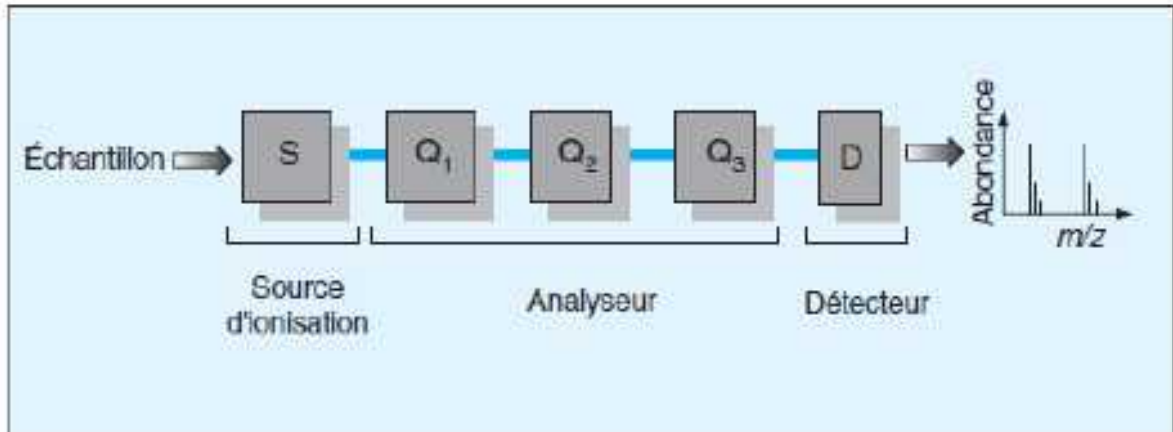 Échantillon
S
Q₁
Q₂
Q₃
D
Abondance
m/z
Source
d'ionisation
Analyseur
Détecteur